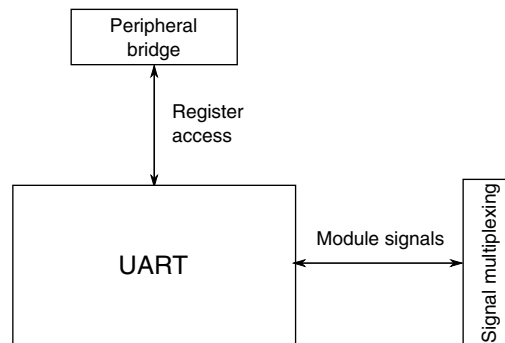 Peripheral
bridge
Register
access
UART
Module signals
Signal multiplexing